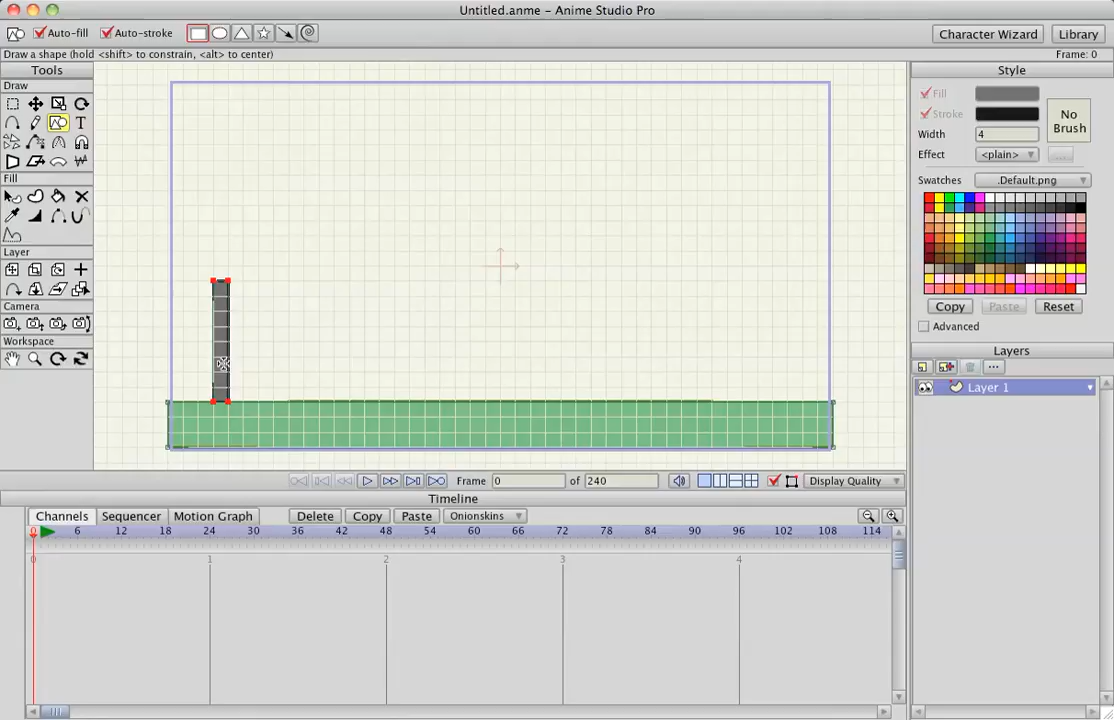 Untitled.anme – Anime Studio Pro
Auto-fill Auto-stroke Character Wizard Library
Draw a shape (hold <shift> to constrain, <alt> to center) Frame: 0
Tools
Draw
T
Fill
Layer
Camera
Workspace
Style
Fill
Stroke
No Brush
Width 4
Effect <plain>
Swatches .Default.png
Copy Paste Reset
Advanced
Layers
Layer 1
Frame 0 of 240 Display Quality
Timeline
Channels Sequencer Motion Graph Delete Copy Paste Onionskins
0 6 12 18 24 30 36 42 48 54 60 66 72 78 84 90 96 102 108 114
0 1 2 3 4